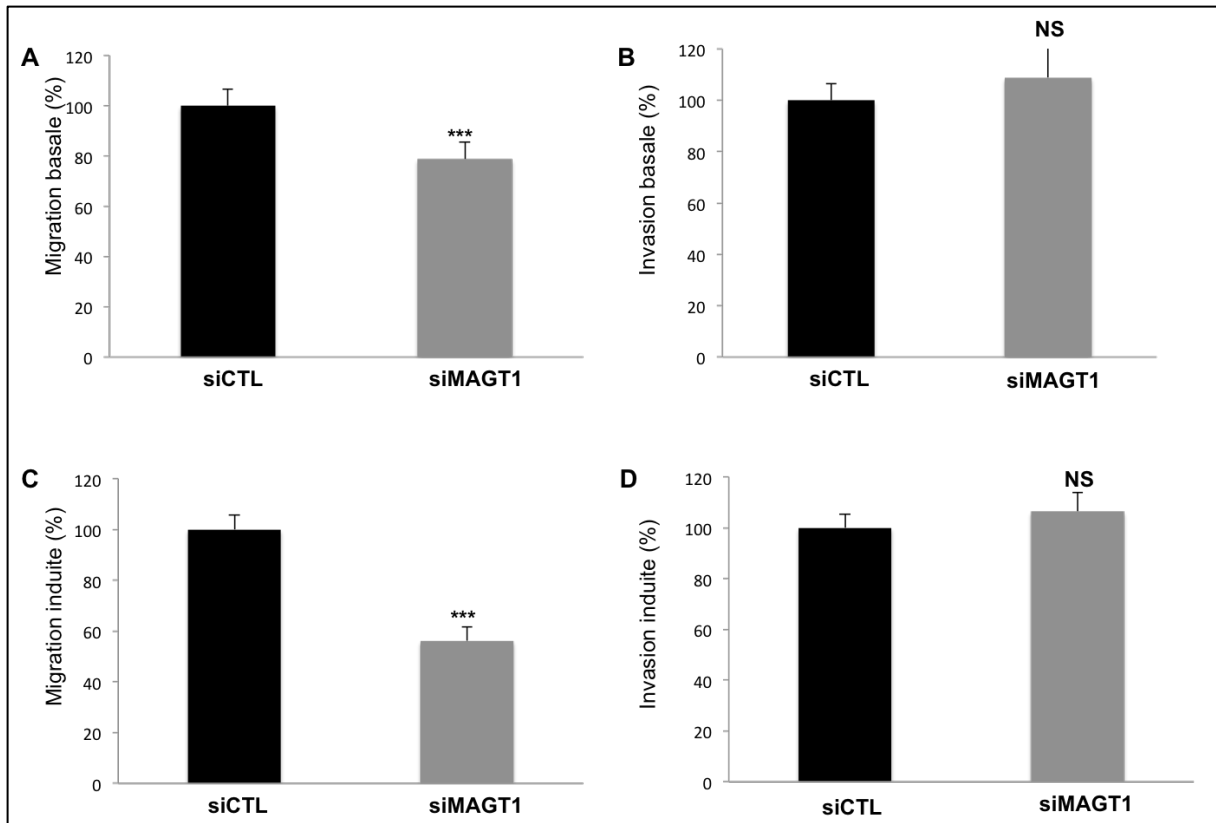 A
Migration basale (%)
120
100
80
60
40
20
0
***
siCTL
siMAGT1
B
Invasion basale (%)
120
100
80
60
40
20
0
NS
siCTL
siMAGT1
C
Migration induite (%)
120
100
80
60
40
20
0
***
siCTL
siMAGT1
D
Invasion induite (%)
120
100
80
60
40
20
0
NS
siCTL
siMAGT1